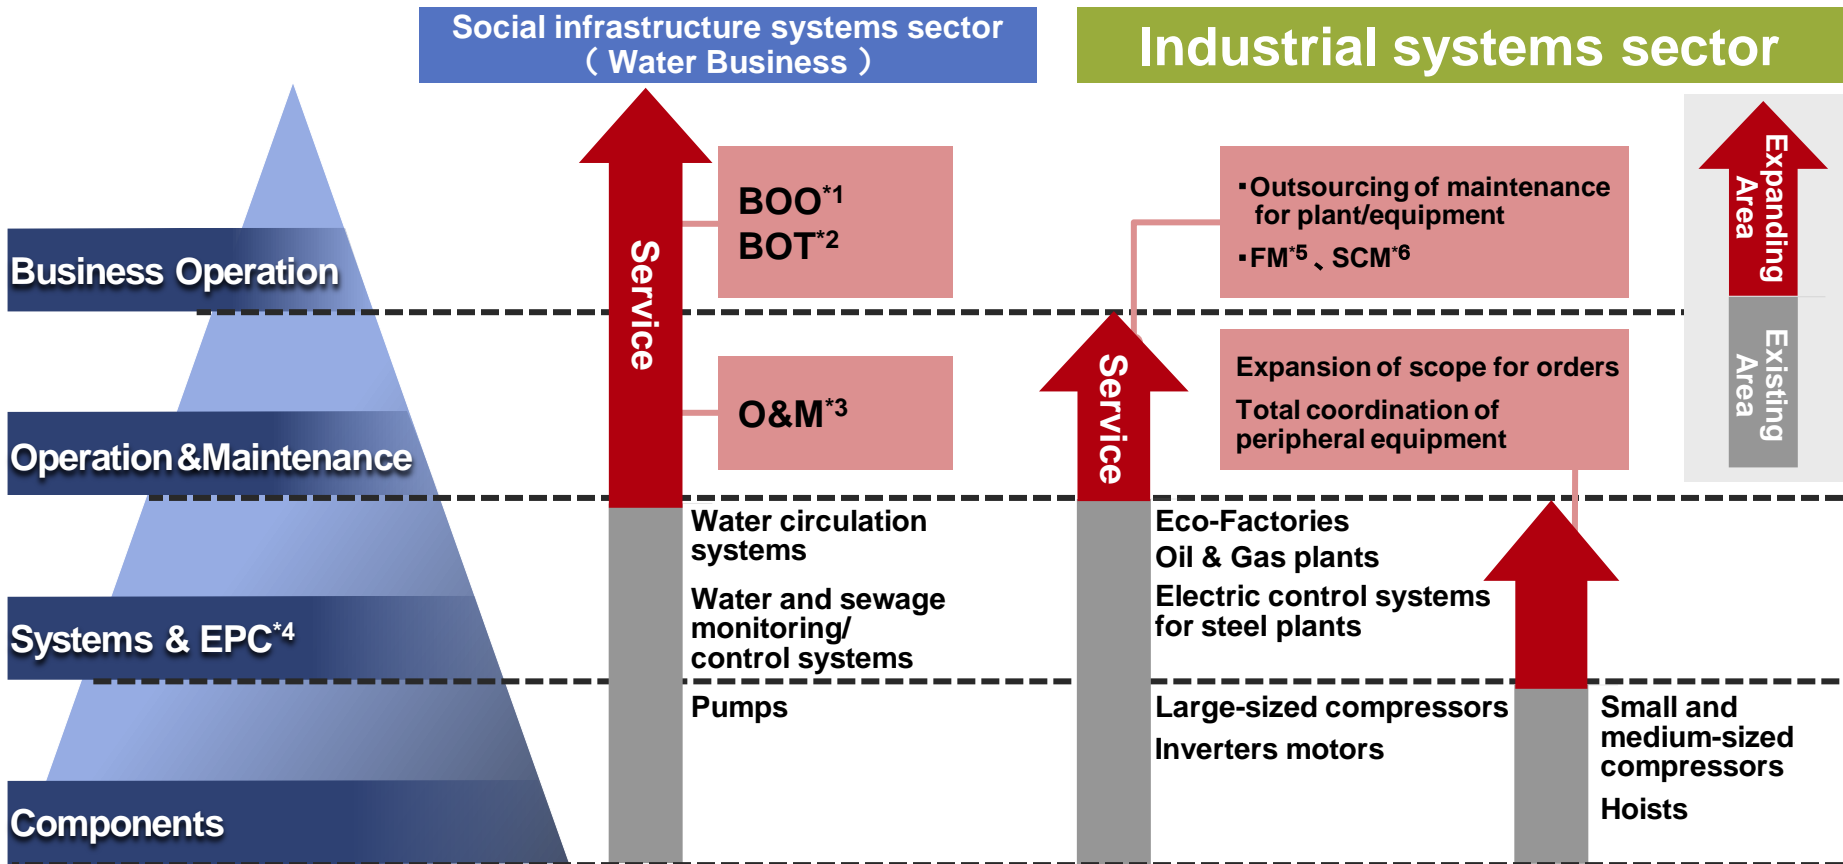 Social infrastructure systems sector
( Water Business )
Industrial systems sector
Business Operation
Operation &Maintenance
Systems & EPC*4
Components
Service
BOO*1
BOT*2
O&M*3
Water circulation
systems
Water and sewage
monitoring/
control systems
Pumps
Service
・Outsourcing of maintenance
for plant/equipment
・FM*5 、SCM*6
Expansion of scope for orders
Total coordination of
peripheral equipment
Eco-Factories
Oil & Gas plants
Electric control systems
for steel plants
Large-sized compressors
Inverters motors
Small and
medium-sized
compressors
Hoists
Expanding
Area
Existing
Area